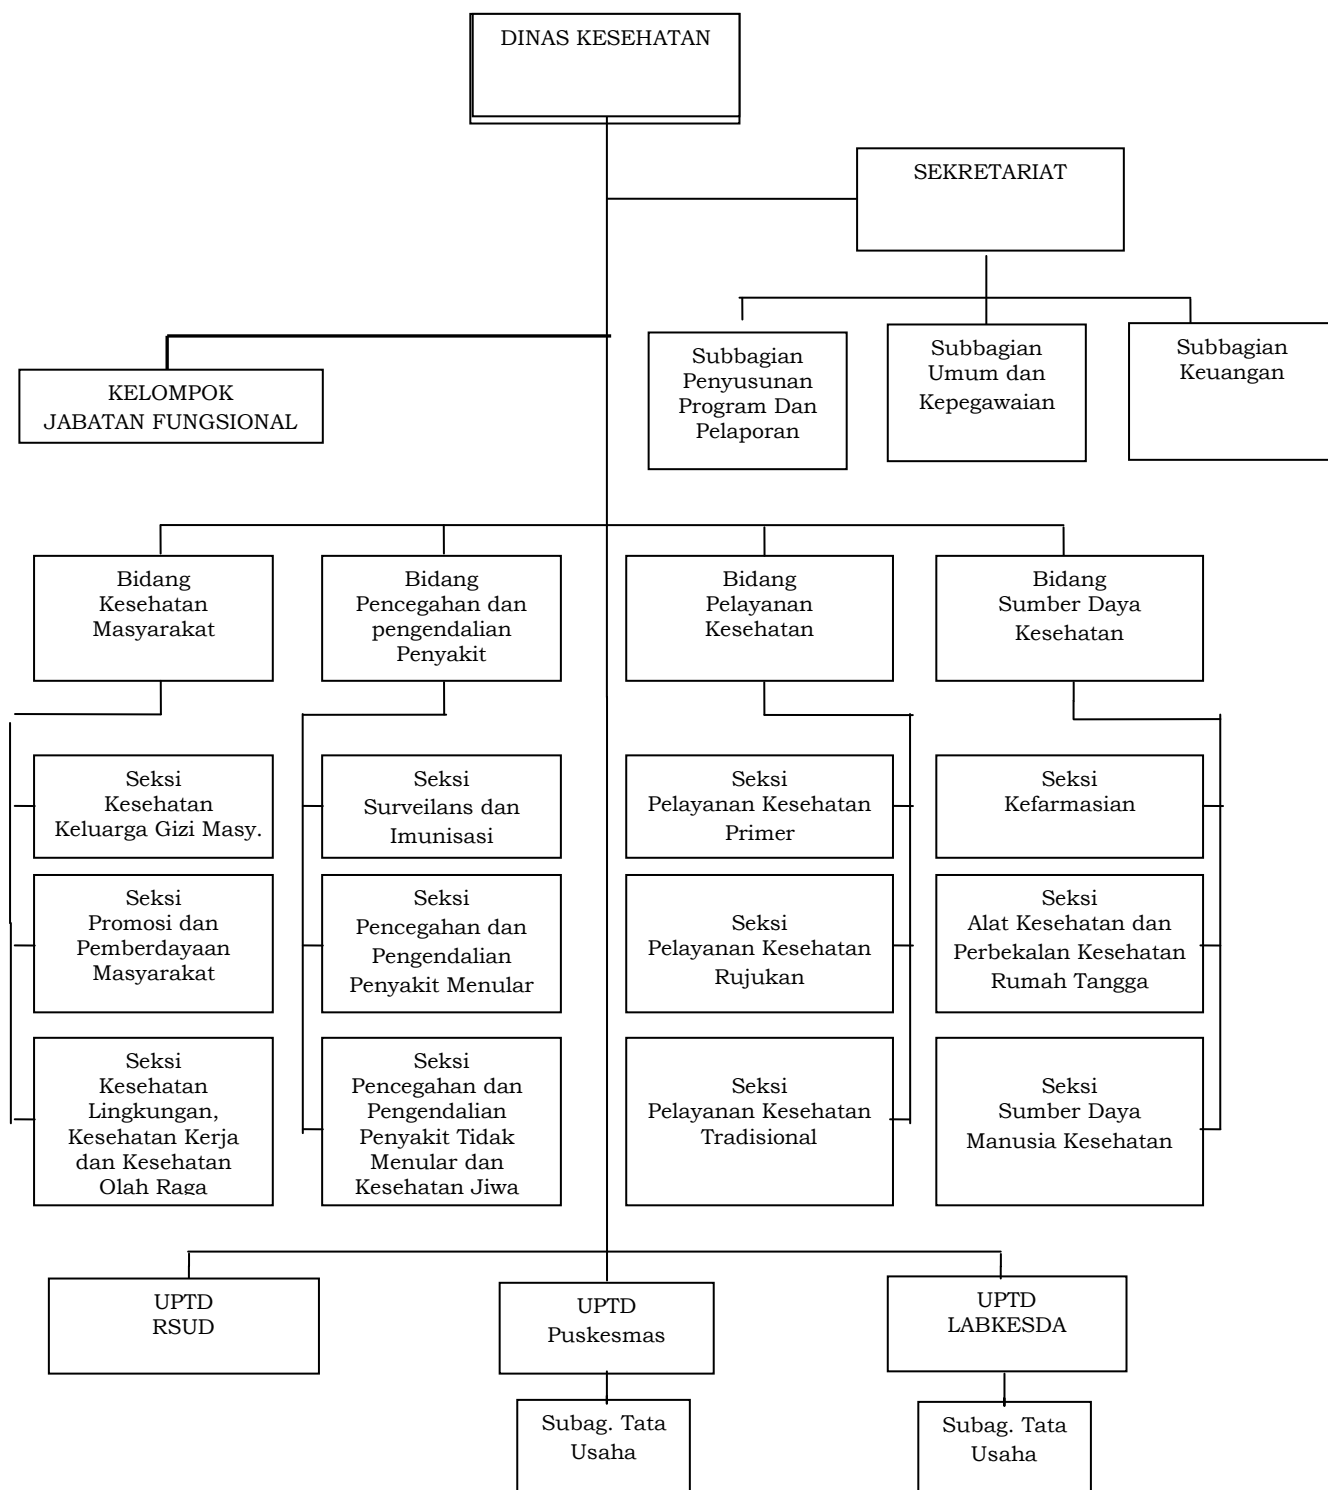 DINAS KESEHATAN
SEKRETARIAT
Subbagian
Penyusunan
Program Dan
Pelaporan
Subbagian
Umum dan
Kepegawaian
Subbagian
Keuangan
KELOMPOK
JABATAN FUNGSIONAL
Bidang
Kesehatan
Masyarakat
Bidang
Pencegahan dan
pengendalian
Penyakit
Bidang
Pelayanan
Kesehatan
Bidang
Sumber Daya
Kesehatan
Seksi
Kesehatan
Keluarga Gizi Masy.
Seksi
Surveilans dan
Imunisasi
Seksi
Pelayanan Kesehatan
Primer
Seksi
Kefarmasian
Seksi
Promosi dan
Pemberdayaan
Masyarakat
Seksi
Pencegahan dan
Pengendalian
Penyakit Menular
Seksi
Pelayanan Kesehatan
Rujukan
Seksi
Alat Kesehatan dan
Perbekalan Kesehatan
Rumah Tangga
Seksi
Kesehatan
Lingkungan,
Kesehatan Kerja
dan Kesehatan
Olah Raga
Seksi
Pencegahan dan
Pengendalian
Penyakit Tidak
Menular dan
Kesehatan Jiwa
Seksi
Pelayanan Kesehatan
Tradisional
Seksi
Sumber Daya
Manusia Kesehatan
UPTD
RSUD
UPTD
Puskesmas
UPTD
LABKESDA
Subag. Tata
Usaha
Subag. Tata
Usaha